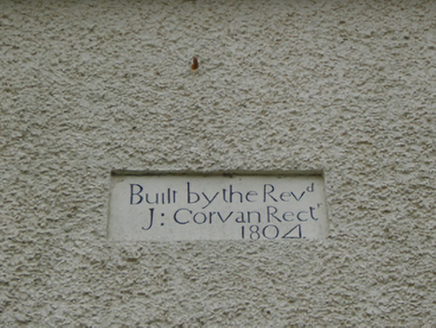 Built by the Revd
J: Corvan Rectr
1804